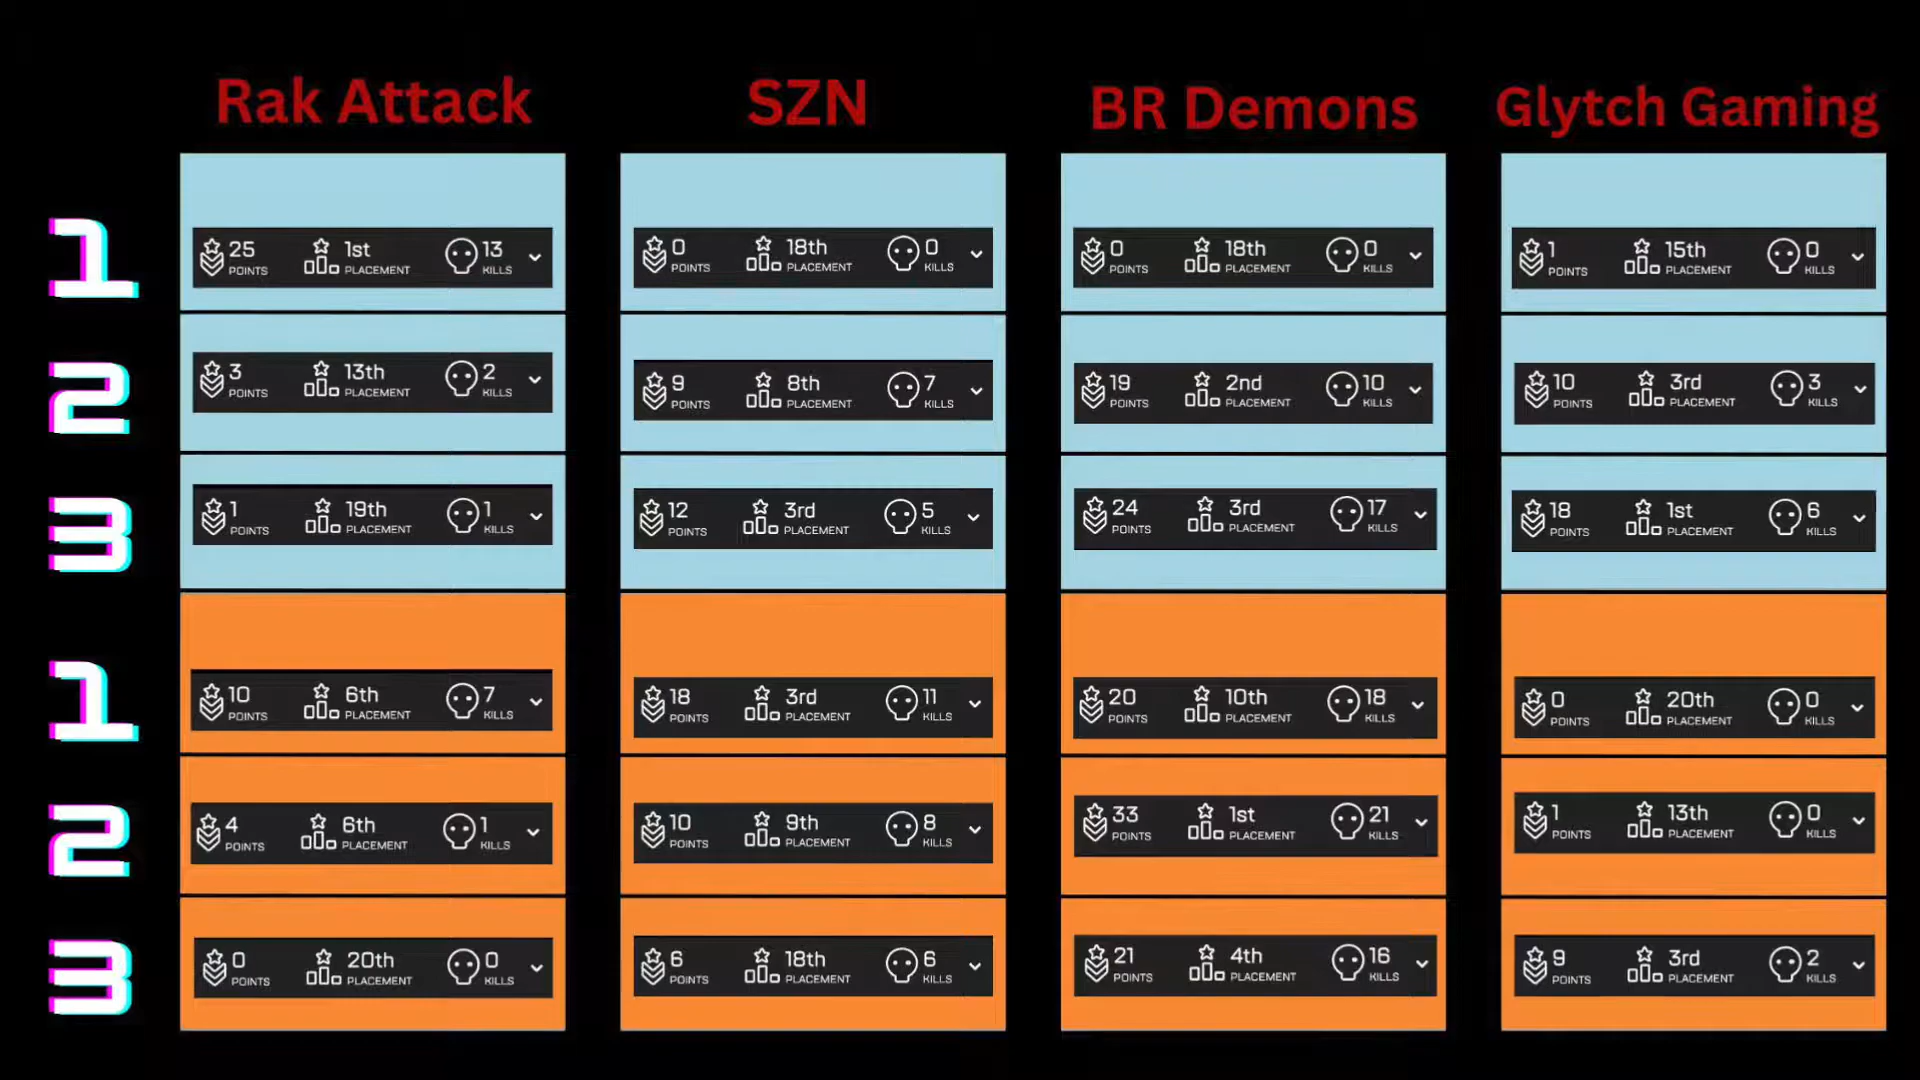 Rak Attack SZN BR Demons Glytch Gaming
1
25 POINTS 1st PLACEMENT 13 KILLS
0 POINTS 18th PLACEMENT 0 KILLS
0 POINTS 18th PLACEMENT 0 KILLS
1 POINTS 15th PLACEMENT 0 KILLS
2
3 POINTS 13th PLACEMENT 2 KILLS
9 POINTS 8th PLACEMENT 7 KILLS
19 POINTS 2nd PLACEMENT 10 KILLS
10 POINTS 3rd PLACEMENT 3 KILLS
3
1 POINTS 19th PLACEMENT 1 KILLS
12 POINTS 3rd PLACEMENT 5 KILLS
24 POINTS 3rd PLACEMENT 17 KILLS
18 POINTS 1st PLACEMENT 6 KILLS
1
10 POINTS 6th PLACEMENT 7 KILLS
18 POINTS 3rd PLACEMENT 11 KILLS
20 POINTS 10th PLACEMENT 18 KILLS
0 POINTS 20th PLACEMENT 0 KILLS
2
4 POINTS 6th PLACEMENT 1 KILLS
10 POINTS 9th PLACEMENT 8 KILLS
33 POINTS 1st PLACEMENT 21 KILLS
1 POINTS 13th PLACEMENT 0 KILLS
3
0 POINTS 20th PLACEMENT 0 KILLS
6 POINTS 18th PLACEMENT 6 KILLS
21 POINTS 4th PLACEMENT 16 KILLS
9 POINTS 3rd PLACEMENT 2 KILLS